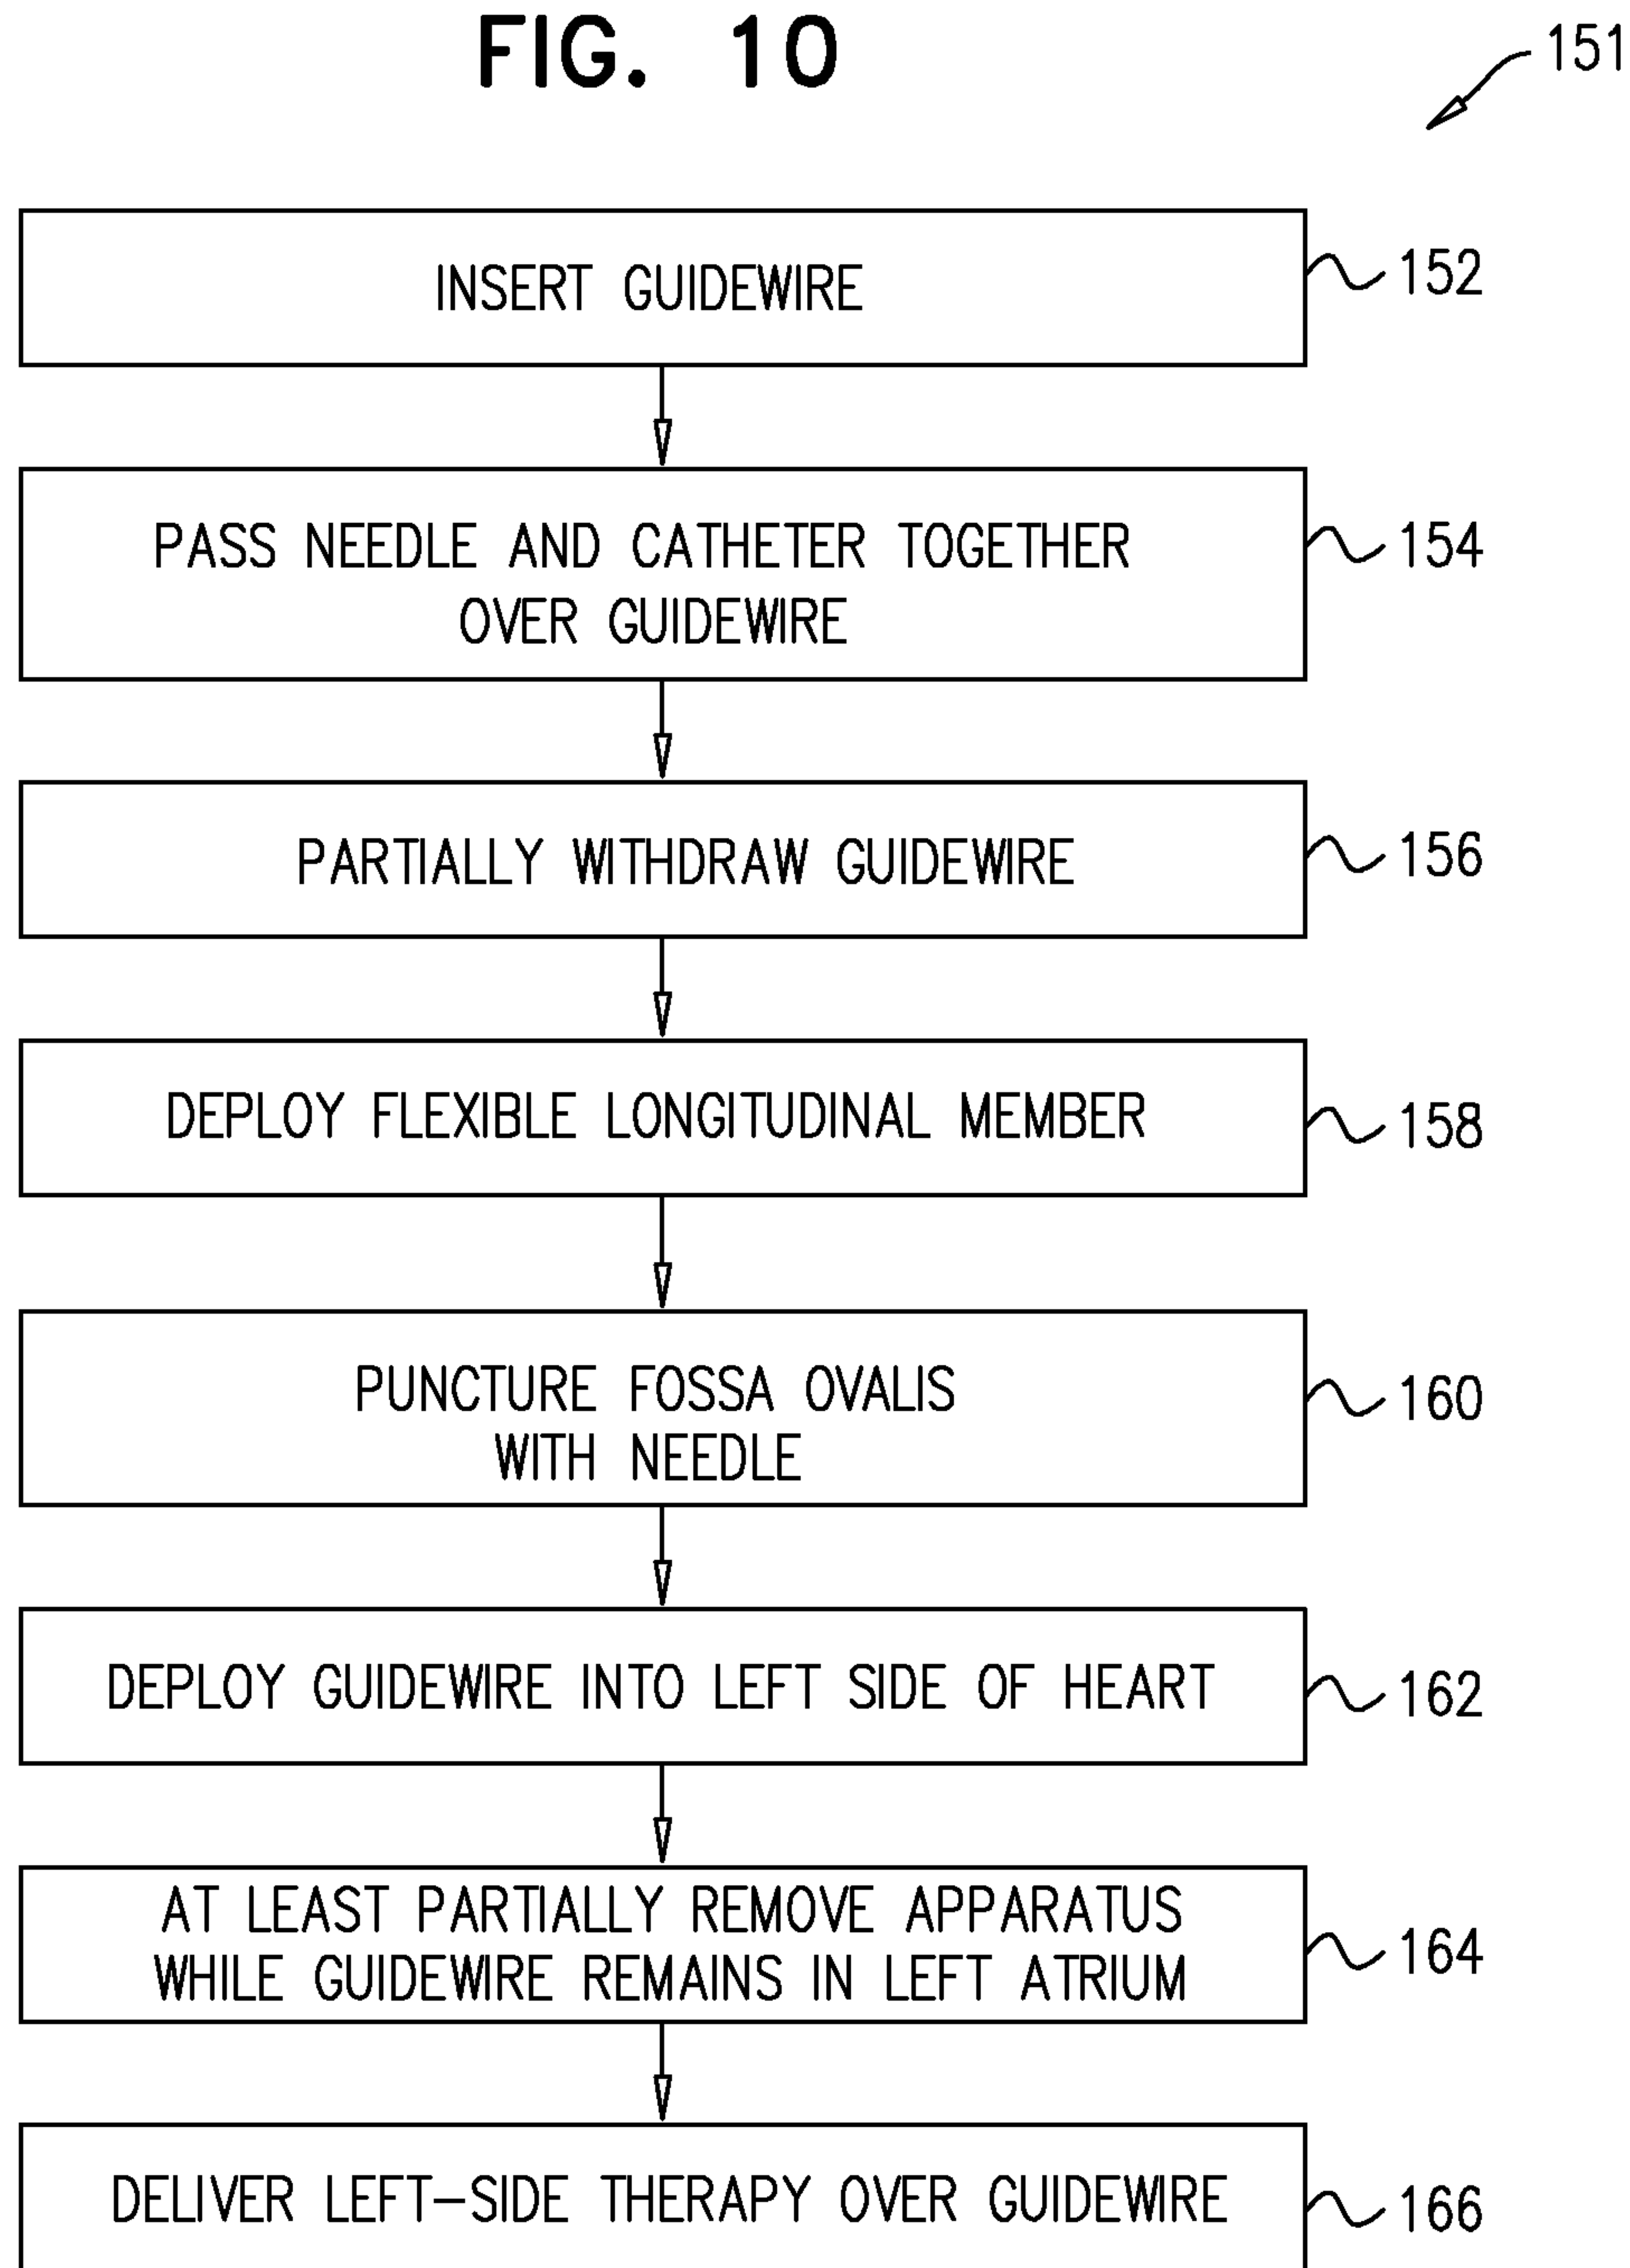 FIG. 10
151
INSERT GUIDEWIRE
152
PASS NEEDLE AND CATHETER TOGETHER
OVER GUIDEWIRE
154
PARTIALLY WITHDRAW GUIDEWIRE
156
DEPLOY FLEXIBLE LONGITUDINAL MEMBER
158
PUNCTURE FOSSA OVALIS
WITH NEEDLE
160
DEPLOY GUIDEWIRE INTO LEFT SIDE OF HEART
162
AT LEAST PARTIALLY REMOVE APPARATUS
WHILE GUIDEWIRE REMAINS IN LEFT ATRIUM
164
DELIVER LEFT-SIDE THERAPY OVER GUIDEWIRE
166